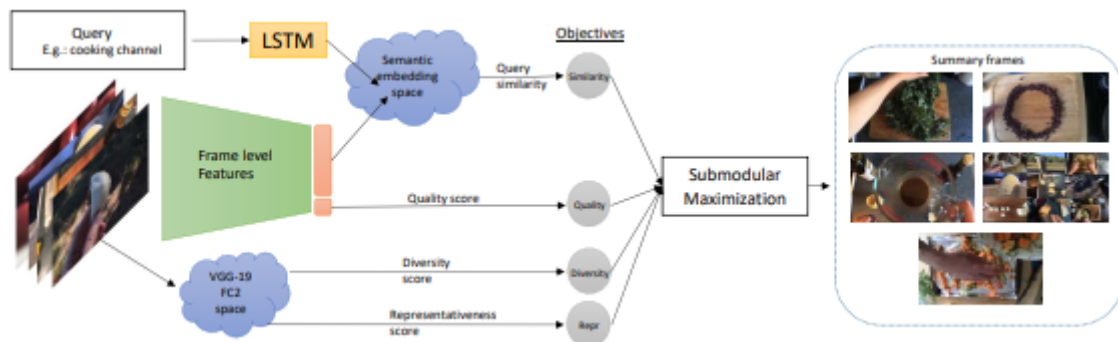 Query
E.g.: cooking channel
LSTM
Semantic
embedding
space
Query
similarity
Objectives
Similarity
Summary frames
Frame level
Features
Quality score
Quality
Submodular
Maximization
VGG-19
FC2
space
Diversity
score
Diversity
Representativeness
score
Repr